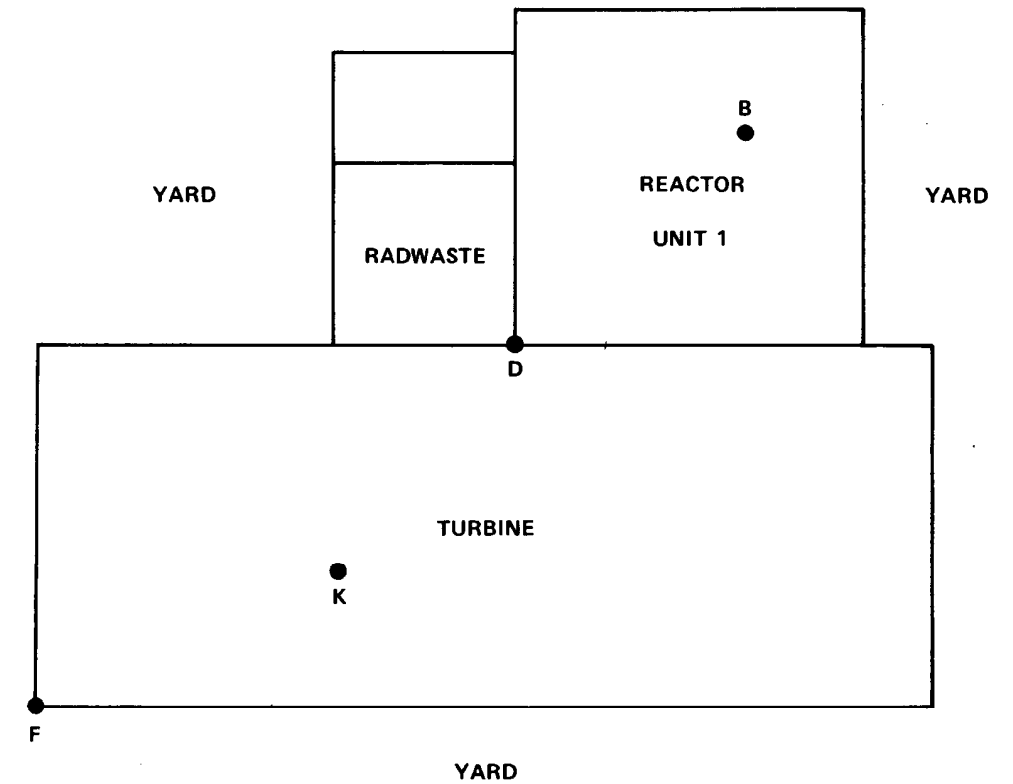 B
YARD
REACTOR
YARD
UNIT 1
RADWASTE
D
TURBINE
K
F
YARD